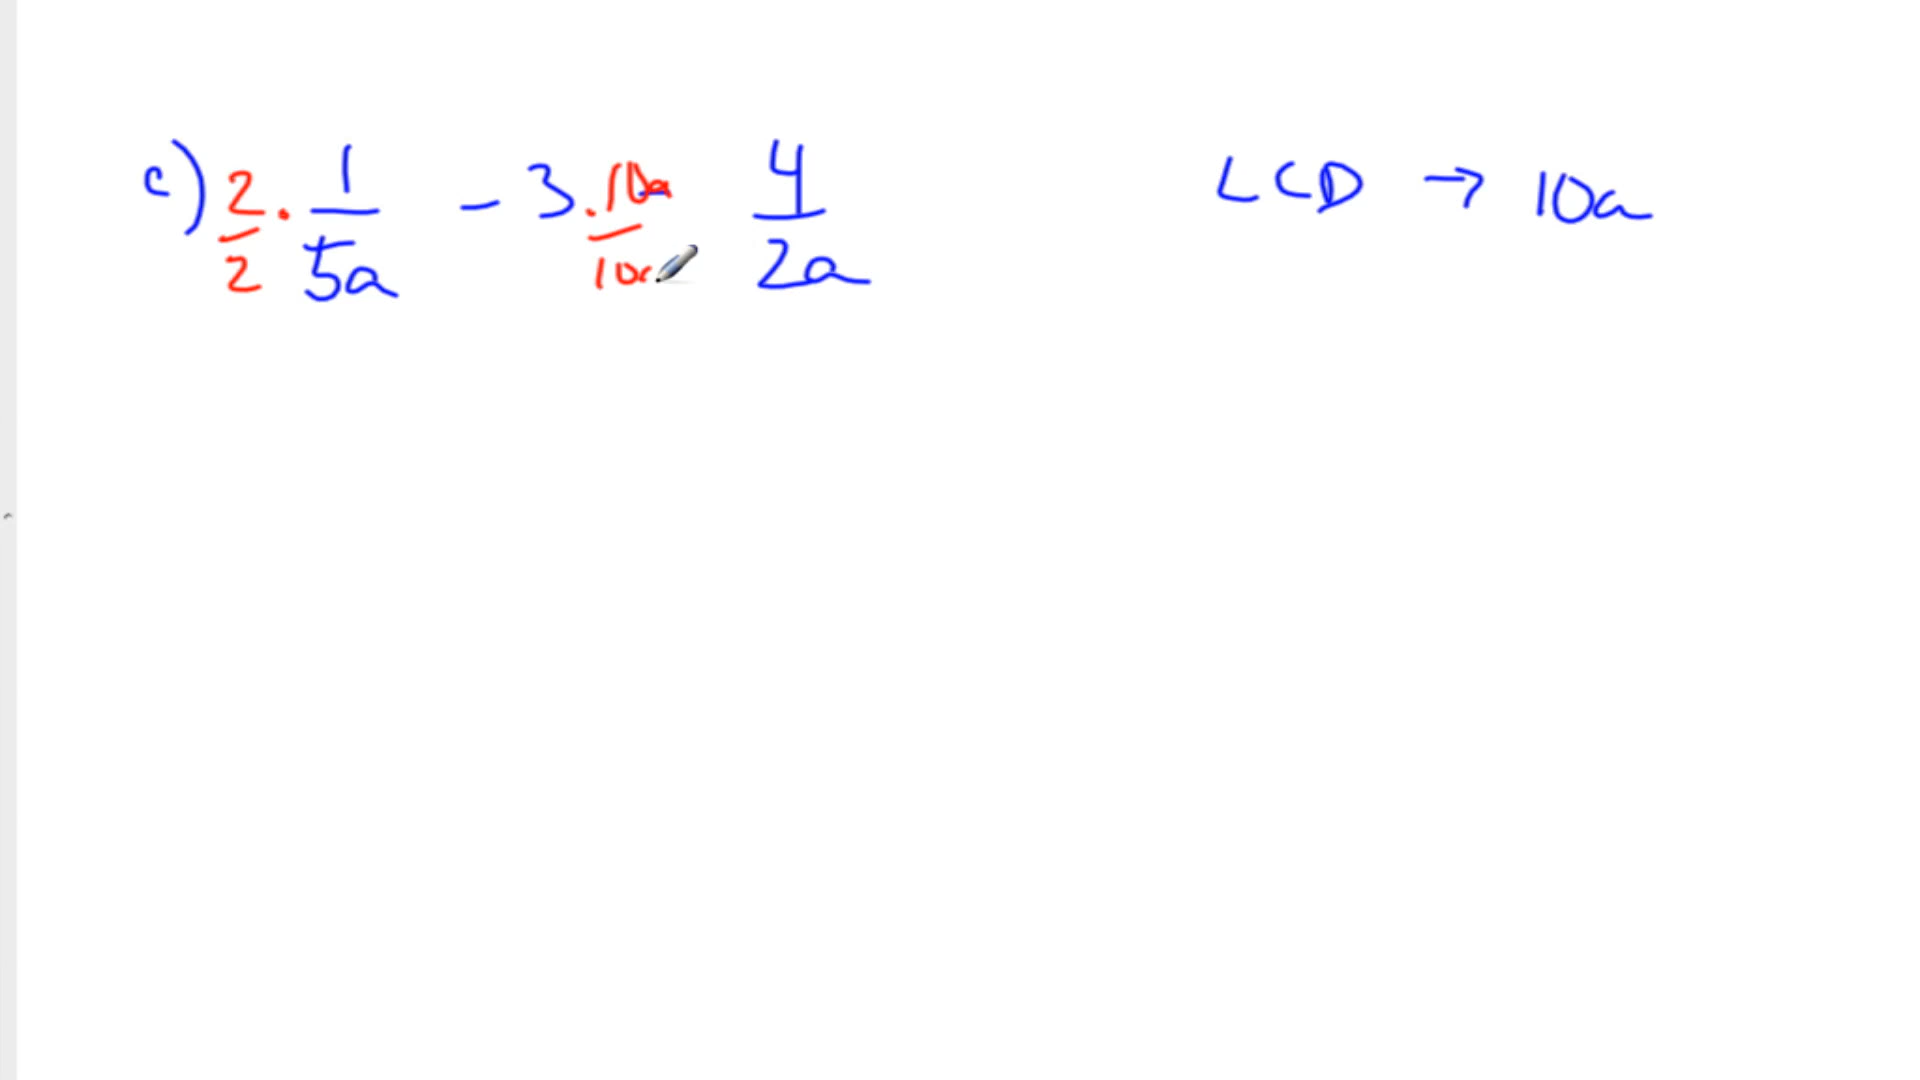 c) 2/2 · 1/5a - 3 · 10a/10a 4/2a LCD → 10a